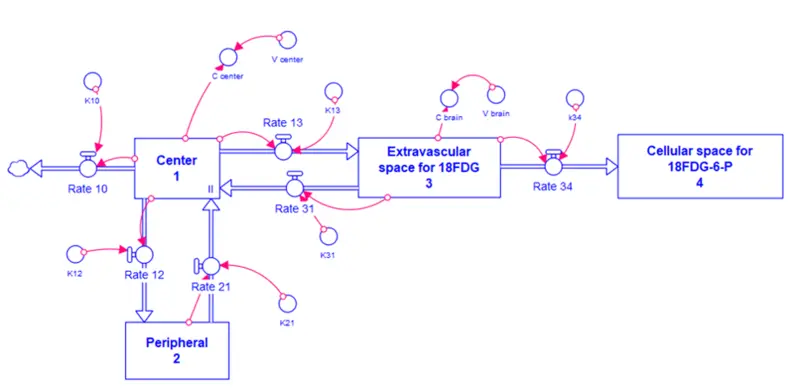 C center
V center
K10
K13
Rate 13
C brain
V brain
k34
Center
1
II
Rate 10
Extravascular
space for 18FDG
3
Rate 34
Cellular space for
18FDG-6-P
4
Rate 31
K12
Rate 12
Rate 21
K31
K21
Peripheral
2